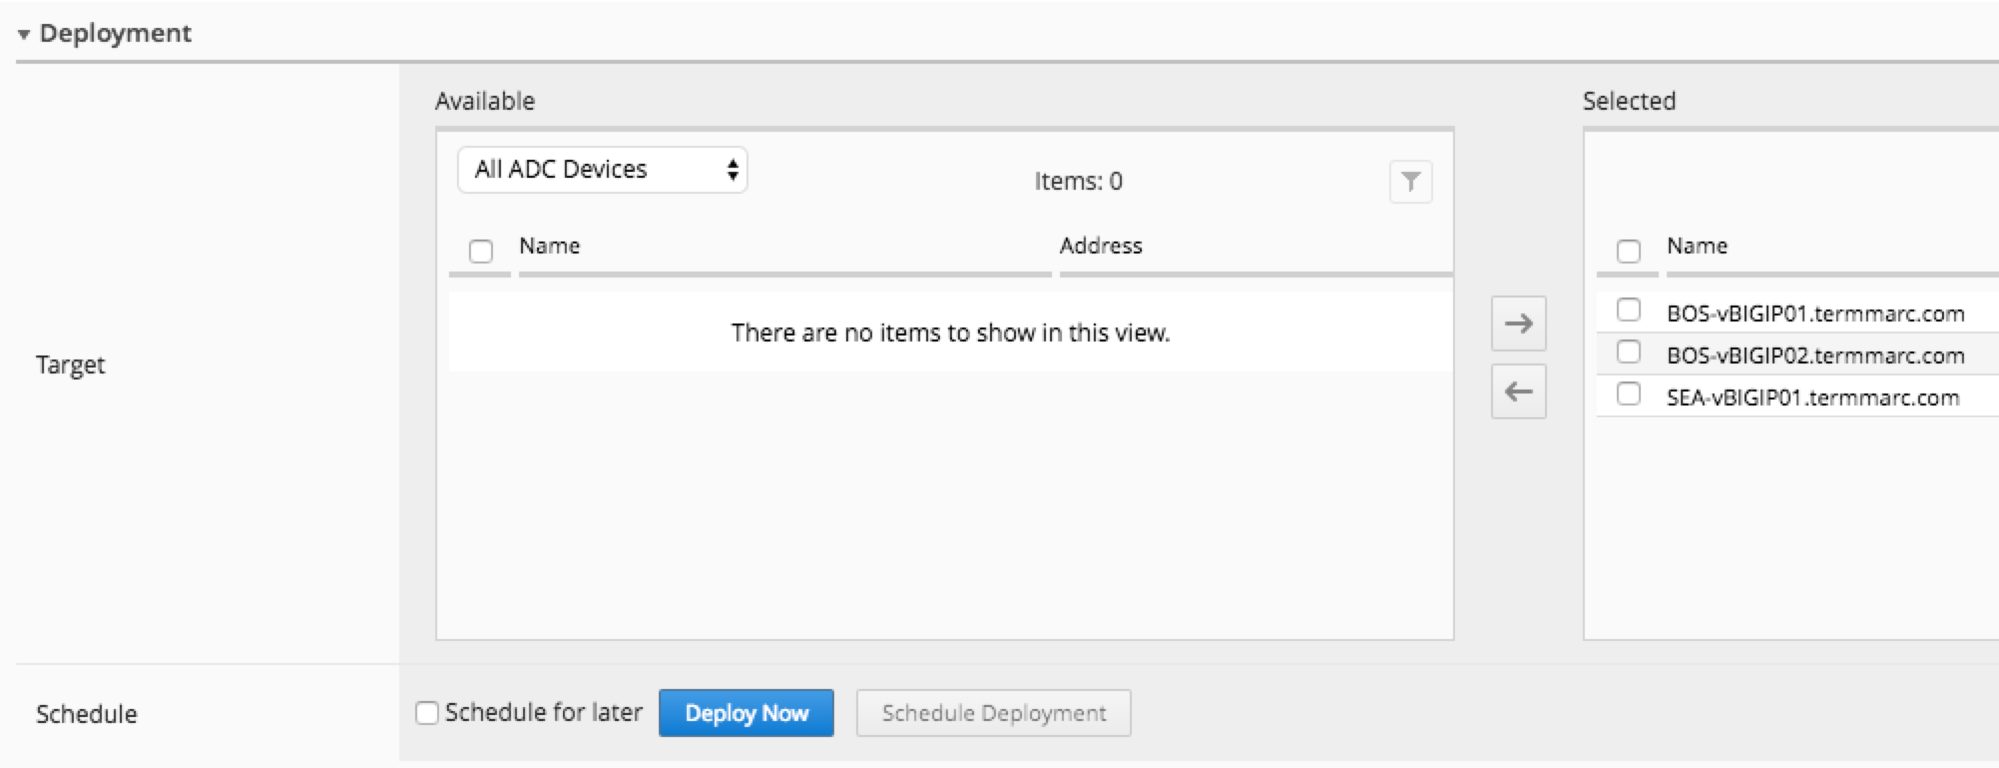 Deployment
Available
Selected
All ADC Devices
Items: 0
Name
Address
Name
There are no items to show in this view.
BOS-vBIGIP01.termmarc.com
BOS-vBIGIP02.termmarc.com
SEA-vBIGIP01.termmarc.com
Target
Schedule
Schedule for later
Deploy Now
Schedule Deployment